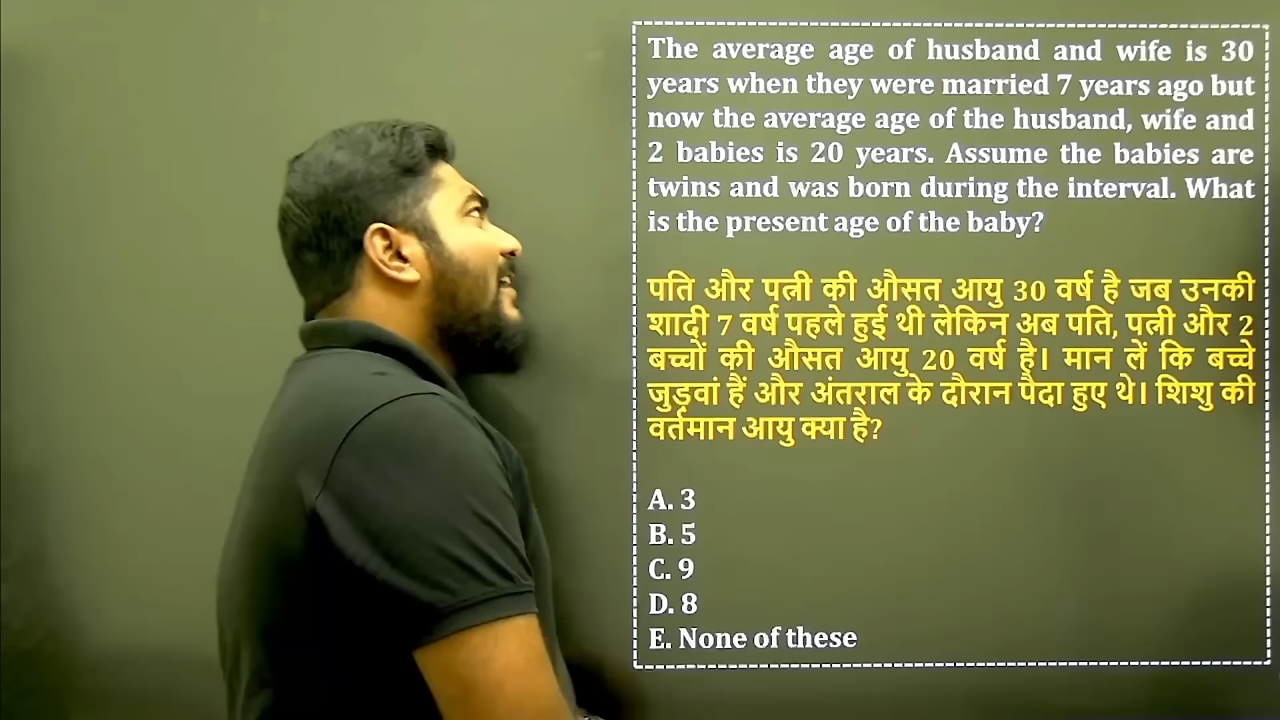 The average age of husband and wife is 30
years when they were married 7 years ago but
now the average age of the husband, wife and
2 babies is 20 years. Assume the babies are
twins and was born during the interval. What
is the present age of the baby?
पति और पत्नी की औसत आयु 30 वर्ष है जब उनकी
शादी 7 वर्ष पहले हुई थी लेकिन अब पति, पत्नी और 2
बच्चों की औसत आयु 20 वर्ष है। मान लें कि बच्चे
जुड़वां हैं और अंतराल के दौरान पैदा हुए थे। शिशु की
वर्तमान आयु क्या है?
A. 3
B. 5
C. 9
D. 8
E. None of these